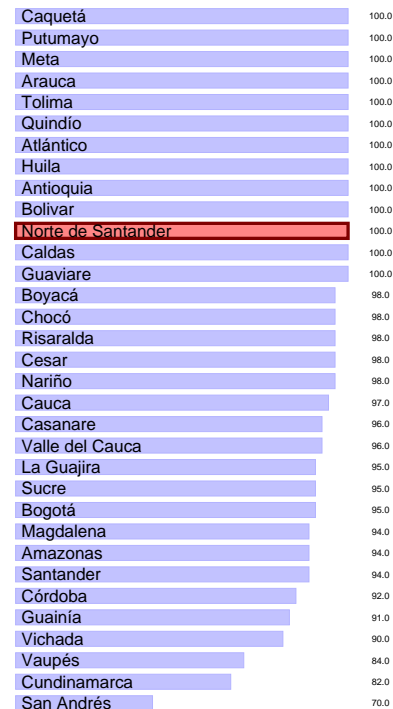 Caquetá 100.0
Putumayo 100.0
Meta 100.0
Arauca 100.0
Tolima 100.0
Quindío 100.0
Atlántico 100.0
Huila 100.0
Antioquia 100.0
Bolivar 100.0
Norte de Santander 100.0
Caldas 100.0
Guaviare 100.0
Boyacá 98.0
Chocó 98.0
Risaralda 98.0
Cesar 98.0
Nariño 98.0
Cauca 97.0
Casanare 96.0
Valle del Cauca 96.0
La Guajira 95.0
Sucre 95.0
Bogotá 95.0
Magdalena 94.0
Amazonas 94.0
Santander 94.0
Córdoba 92.0
Guainía 91.0
Vichada 90.0
Vaupés 84.0
Cundinamarca 82.0
San Andrés 70.0